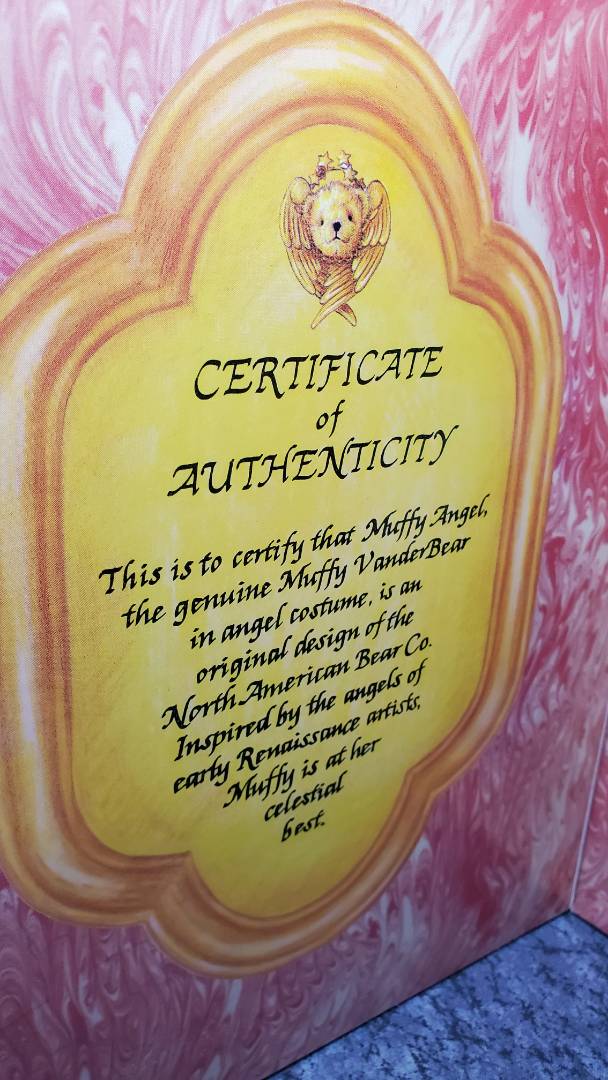 CERTIFICATE
of
AUTHENTICITY
This is to certify that Muffy Angel,
the genuine Muffy VanderBear
in angel costume, is an
original design of the
North American Bear Co.
Inspired by the angels of
early Renaissance artists,
Muffy is at her
celestial
best.